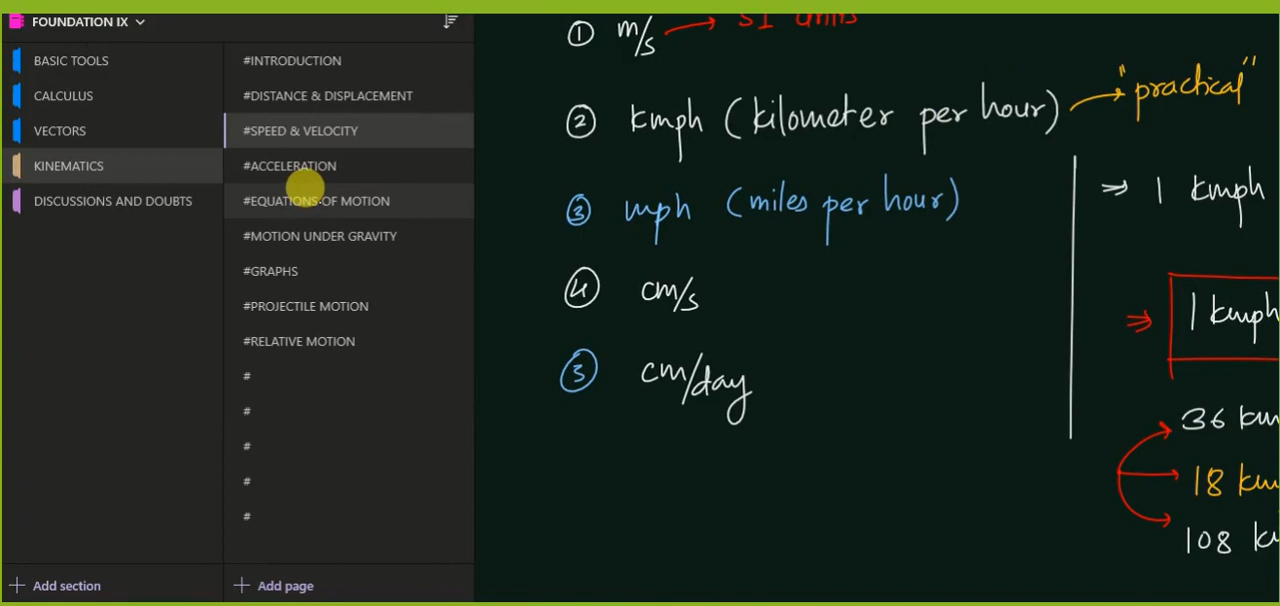 FOUNDATION IX
BASIC TOOLS
CALCULUS
VECTORS
KINEMATICS
DISCUSSIONS AND DOUBTS
Add section
#INTRODUCTION
#DISTANCE & DISPLACEMENT
#SPEED & VELOCITY
#ACCELERATION
#EQUATIONS OF MOTION
#MOTION UNDER GRAVITY
#GRAPHS
#PROJECTILE MOTION
#RELATIVE MOTION
#
#
#
#
#
Add page
① m/s → SI units
② kmph (kilometer per hour) → "practical"
③ mph (miles per hour)
④ cm/s
⑤ cm/day
⇒ 1 kmph
⇒ 1 kmph
36 km
18 km
108 k